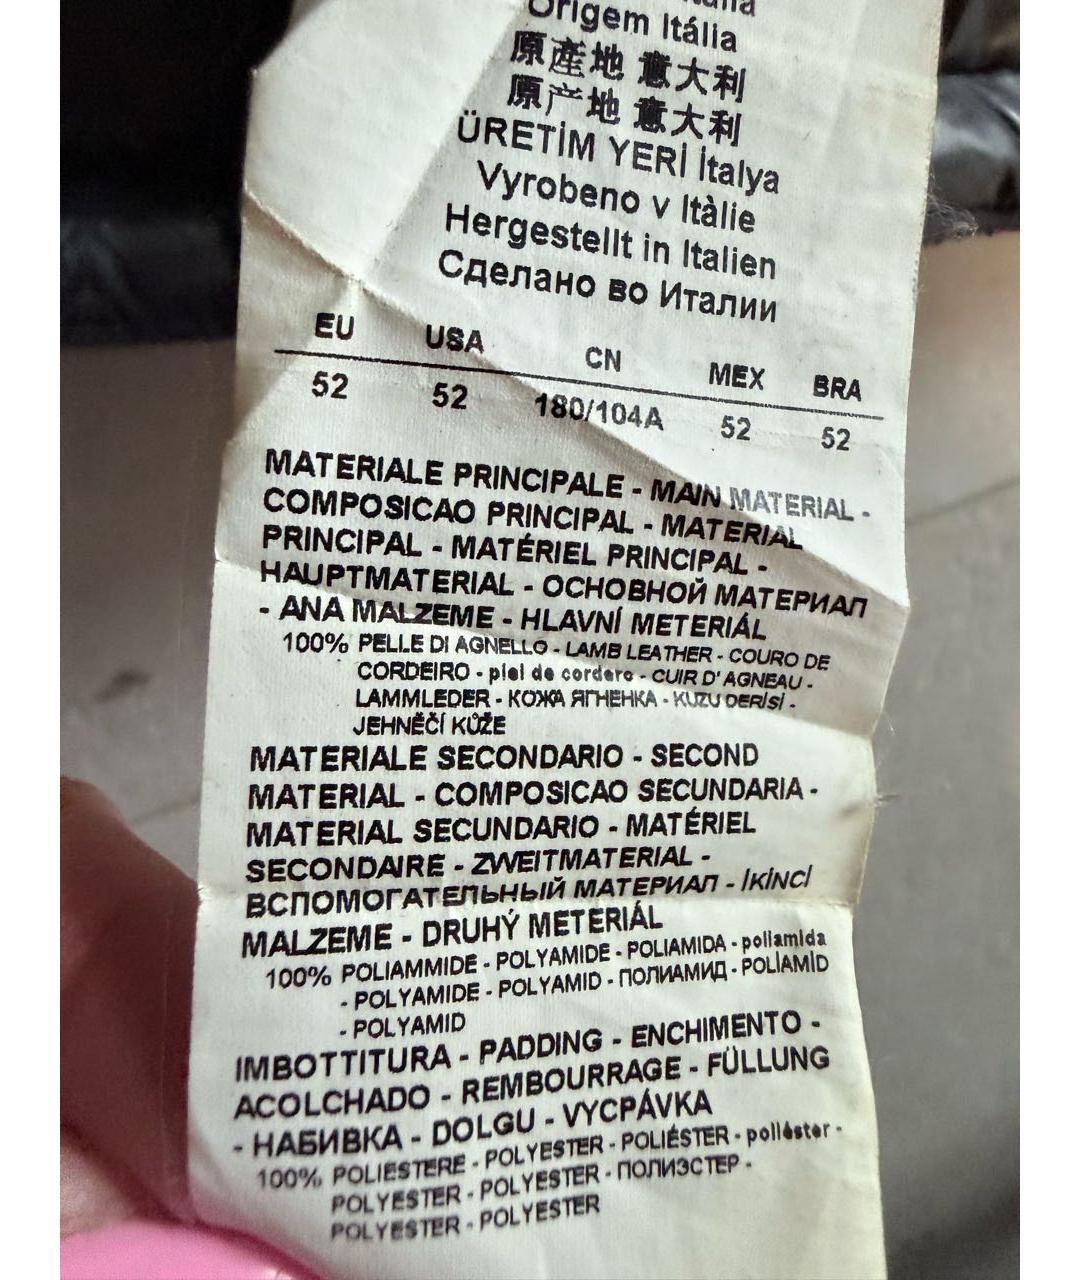 Origem Itália
原產地 意大利
原产地 意大利
ÜRETİM YERİ İtalya
Vyrobeno v Itàlie
Hergestellt in Italien
Сделано во Италии
EU USA CN MEX BRA
52 52 180/104A 52 52
MATERIALE PRINCIPALE - MAIN MATERIAL -
COMPOSICAO PRINCIPAL - MATERIAL
PRINCIPAL - MATÉRIEL PRINCIPAL -
HAUPTMATERIAL - ОСНОВНОЙ МАТЕРИАЛ
- ANA MALZEME - HLAVNÍ METERIÁL
100% PELLE DI AGNELLO - LAMB LEATHER - COURO DE
CORDEIRO - piel de cordero - CUIR D' AGNEAU -
LAMMLEDER - КОЖА ЯГНЕНКА - KUZU DERİSİ -
JEHNĚČÍ KŮŽE
MATERIALE SECONDARIO - SECOND
MATERIAL - COMPOSICAO SECUNDARIA -
MATERIAL SECUNDARIO - MATÉRIEL
SECONDAIRE - ZWEITMATERIAL -
ВСПОМОГАТЕЛЬНЫЙ МАТЕРИАЛ - İKİNCİ
MALZEME - DRUHÝ METERIÁL
100% POLIAMMIDE - POLYAMIDE - POLIAMIDA - poliamida
- POLYAMIDE - POLYAMID - ПОЛИАМИД - POLİAMİD
- POLYAMID
IMBOTTITURA - PADDING - ENCHIMENTO -
ACOLCHADO - REMBOURRAGE - FÜLLUNG
- НАБИВКА - DOLGU - VYCPÁVKA
100% POLIESTERE - POLYESTER - POLIÉSTER - poliéster -
POLYESTER - POLYESTER - ПОЛИЭСТЕР -
POLYESTER - POLYESTER